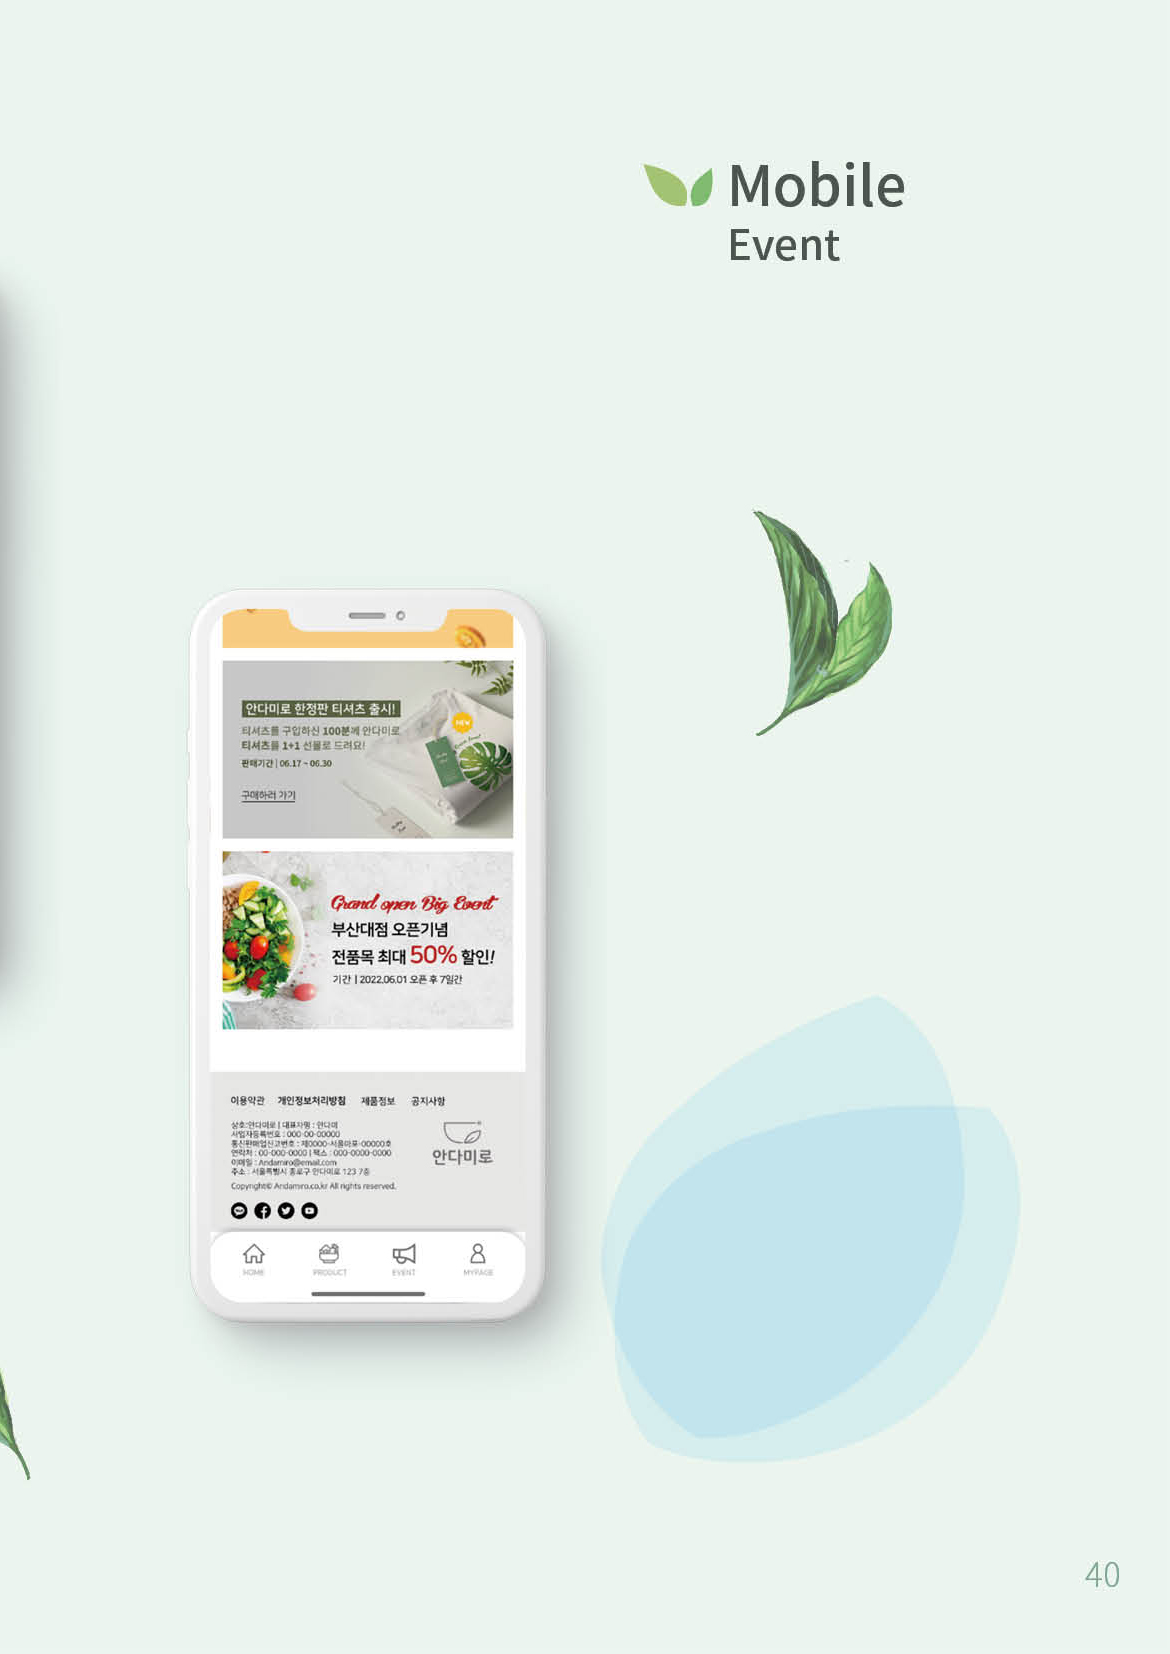 Mobile
Event
안다미로 한정판 티셔츠 출시!
티셔츠를 구입하신 100분께 안다미로
티셔츠를 1+1 선물로 드려요!
판매기간 | 06.17 ~ 06.30
구매하러 가기
NEW
Grand open Big Event
부산대점 오픈기념
전품목 최대 50% 할인!
기간 | 2022.06.01 오픈 후 7일간
이용약관 개인정보처리방침 제품정보 공지사항
상호:안다미로 | 대표자명 : 안다미
사업자등록번호 : 000-00-00000
통신판매업신고번호 : 제0000-서울마포-00000호
연락처 : 00-000-0000 | 팩스 : 000-0000-0000
이메일 : Andamiro@email.com
주소 : 서울특별시 종로구 안다미로 123 7층
Copyright© Andamiro.co.kr All rights reserved.
안다미로
HOME PRODUCT EVENT MYPAGE
40